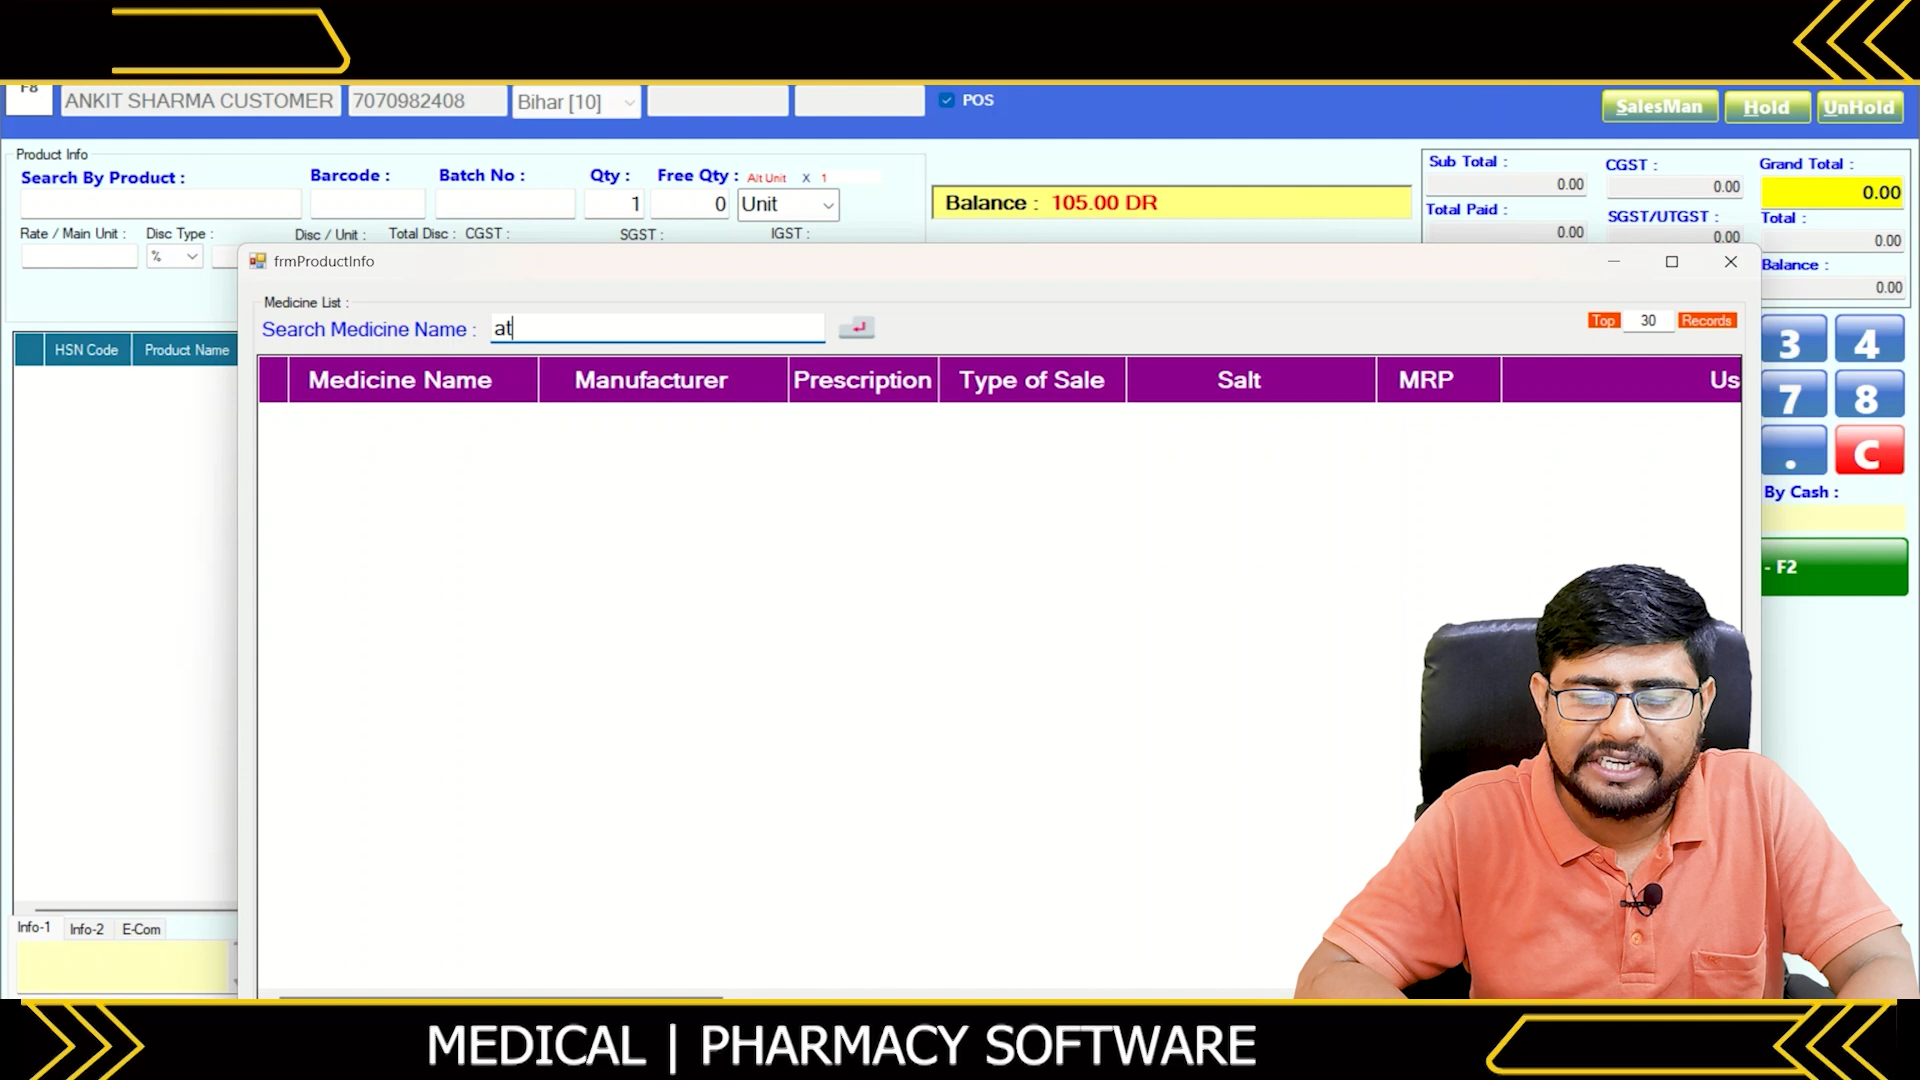 F8 ANKIT SHARMA CUSTOMER 7070982408 Bihar [10] POS SalesMan Hold UnHold
Product Info
Search By Product : Barcode : Batch No : Qty : Free Qty : Alt Unit X 1
1 0 Unit
Rate / Main Unit : Disc Type : Disc / Unit : Total Disc : CGST : SGST : IGST :
%
Balance : 105.00 DR
Sub Total : CGST : Grand Total :
0.00 0.00 0.00
Total Paid : SGST/UTGST : Total :
0.00 0.00 0.00
Balance :
0.00
frmProductInfo
Medicine List :
Search Medicine Name : at
Top 30 Records
Medicine Name Manufacturer Prescription Type of Sale Salt MRP Us
HSN Code Product Name
3 4
7 8
. C
By Cash :
- F2
Info-1 Info-2 E-Com
MEDICAL | PHARMACY SOFTWARE